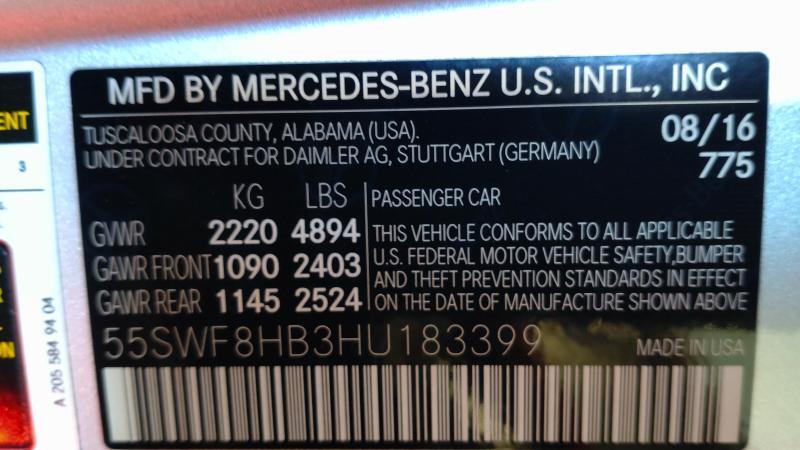 MFD BY MERCEDES-BENZ U.S. INTL., INC
TUSCALOOSA COUNTY, ALABAMA (USA).
UNDER CONTRACT FOR DAIMLER AG, STUTTGART (GERMANY)
08/16
775
KG LBS
GVWR 2220 4894
GAWR FRONT 1090 2403
GAWR REAR 1145 2524
PASSENGER CAR
THIS VEHICLE CONFORMS TO ALL APPLICABLE
U.S. FEDERAL MOTOR VEHICLE SAFETY,BUMPER
AND THEFT PREVENTION STANDARDS IN EFFECT
ON THE DATE OF MANUFACTURE SHOWN ABOVE
55SWF8HB3HU183399
MADE IN USA
ENT
3
ON
A 205 584 94 04